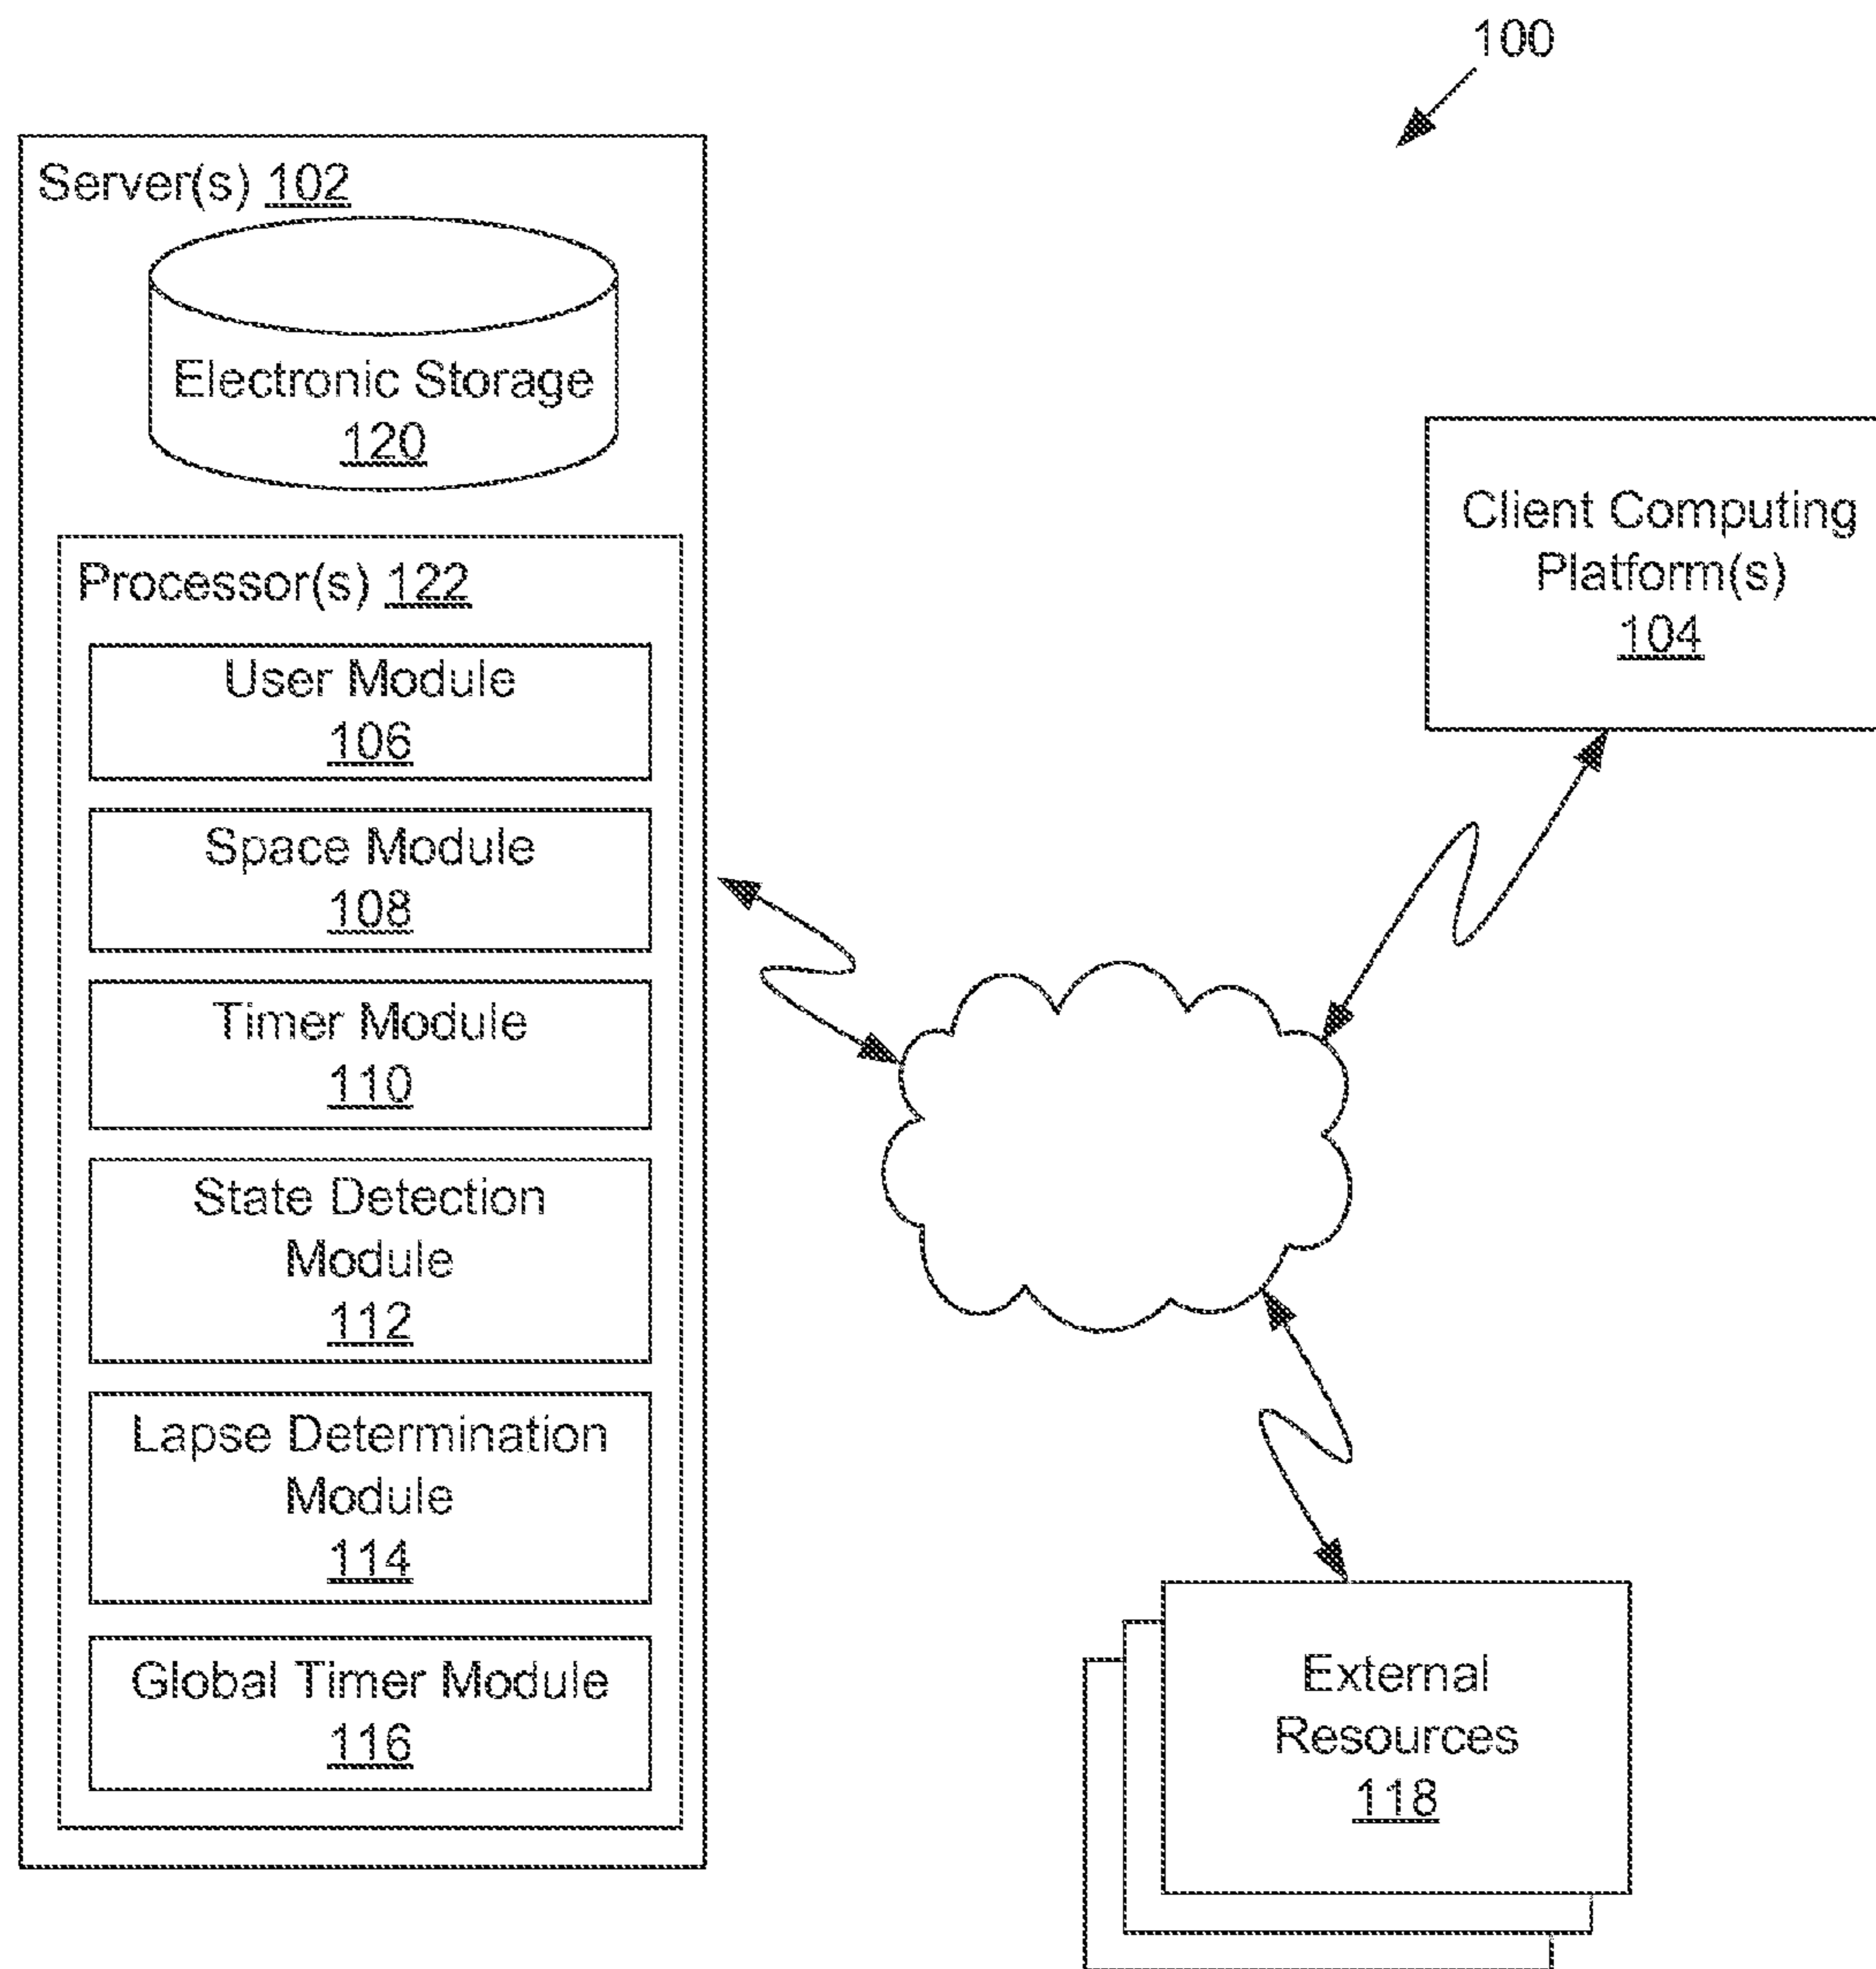 100
Server(s) 102
Electronic Storage
120
Processor(s) 122
User Module
106
Space Module
108
Timer Module
110
State Detection
Module
112
Lapse Determination
Module
114
Global Timer Module
116
Client Computing
Platform(s)
104
External
Resources
118